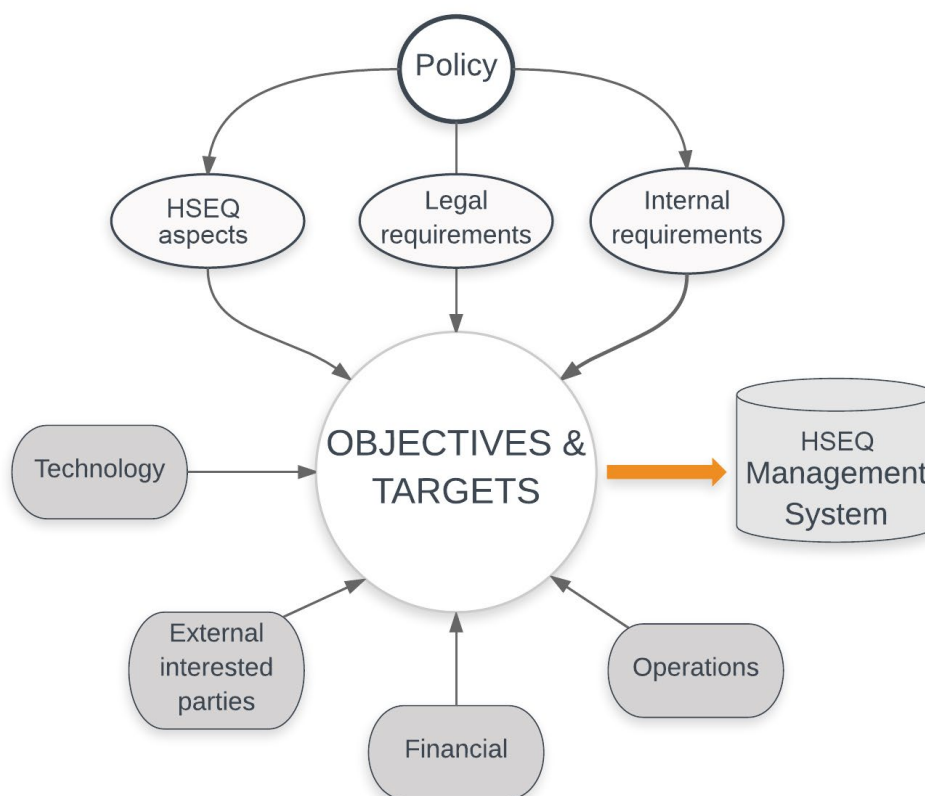 Policy
HSEQ
aspects
Legal
requirements
Internal
requirements
OBJECTIVES &
TARGETS
HSEQ
Management
System
Technology
External
interested
parties
Operations
Financial